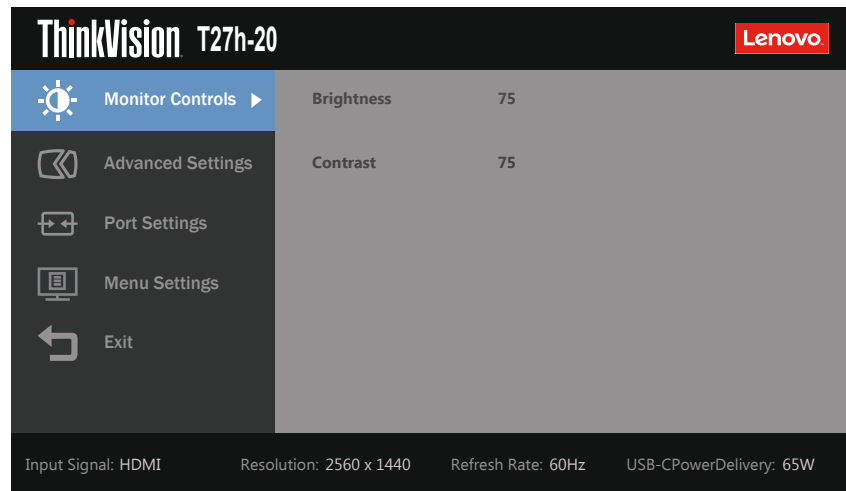 ThinkVision T27h-20
Lenovo.
Monitor Controls
Brightness 75
Advanced Settings
Contrast 75
Port Settings
Menu Settings
Exit
Input Signal: HDMI Resolution: 2560 x 1440 Refresh Rate: 60Hz USB-CPowerDelivery: 65W